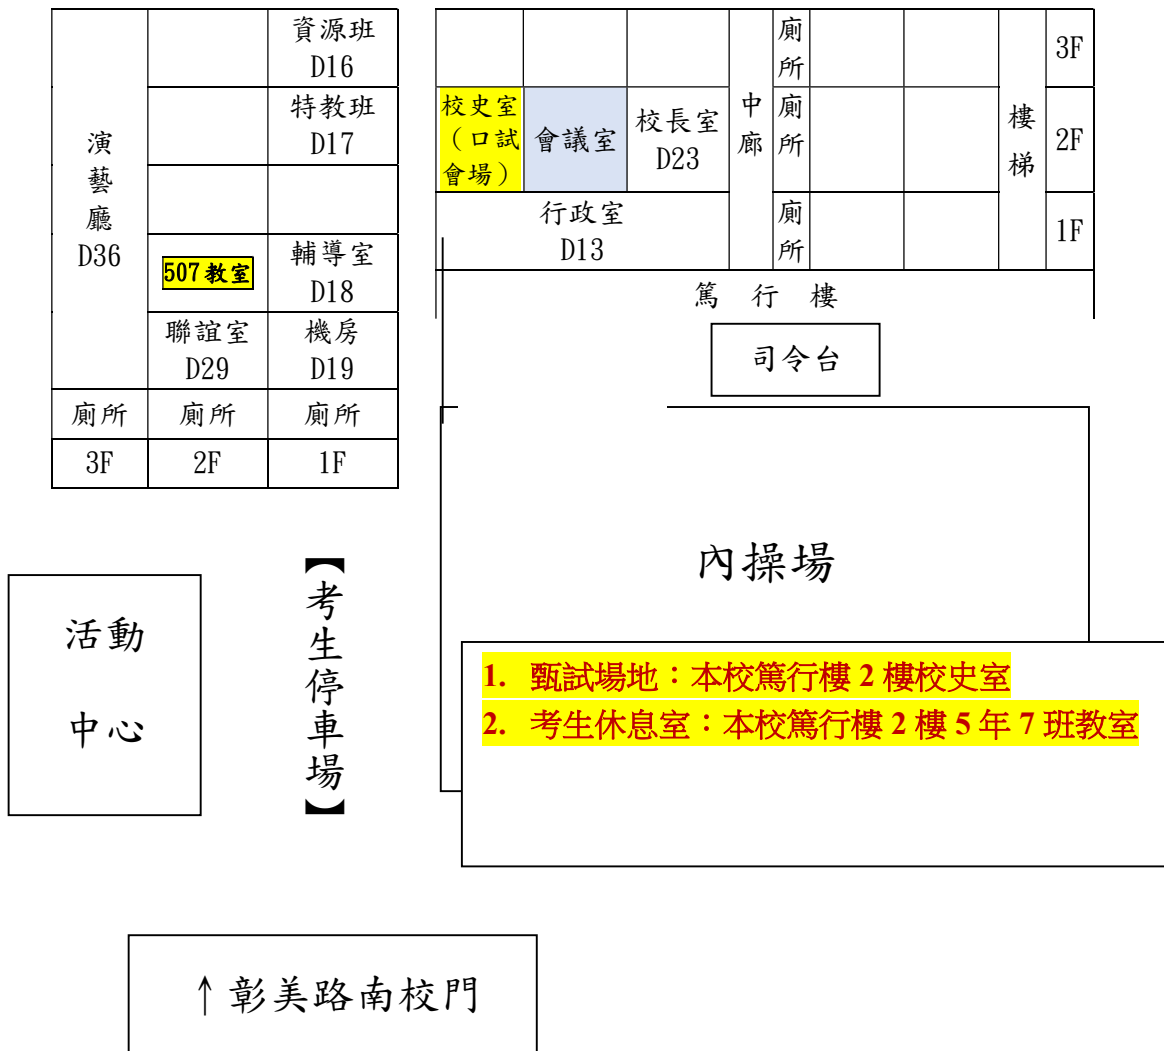 資源班
D16
特教班
D17
演
藝
廳
D36
507教室
輔導室
D18
聯誼室
D29
機房
D19
廁所
廁所
廁所
3F
2F
1F
廁
所
3F
校史室
（口試
會場）
會議室
校長室
D23
中
廊
廁
所
樓
梯
2F
行政室
D13
廁
所
1F
篤 行 樓
司令台
內操場
活動
中心
【考生停車場】
1. 甄試場地：本校篤行樓 2 樓校史室
2. 考生休息室：本校篤行樓 2 樓 5 年 7 班教室
↑彰美路南校門